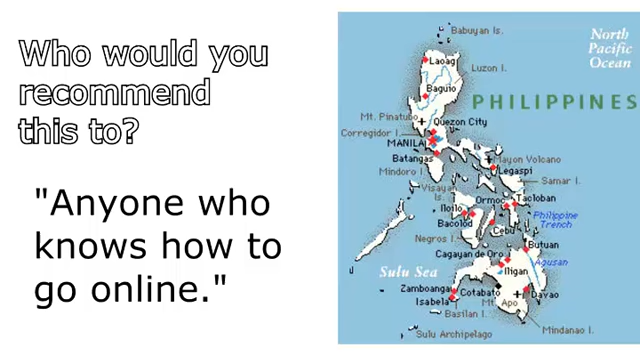 Who would you
recommend
this to?
"Anyone who
knows how to
go online."
Babuyan Is.
North
Pacific
Ocean
Laoag
Luzon I.
Baguio
PHILIPPINES
Mt. Pinatubo
Quezon City
Corregidor I.
MANILA
Batangas
Mayon Volcano
Legaspi
Mindoro I.
Samar I.
Visayan
Is.
Ormoc
Tacloban
Iloilo
Philippine
Trench
Bacolod
Cebu
Negros I.
Butuan
Cagayan de Oro
Agusan
Sulu Sea
Iligan
Zamboanga
Cotabato
Davao
Isabela
Mt. Apo
Basilan I.
Mindanao I.
Sulu Archipelago